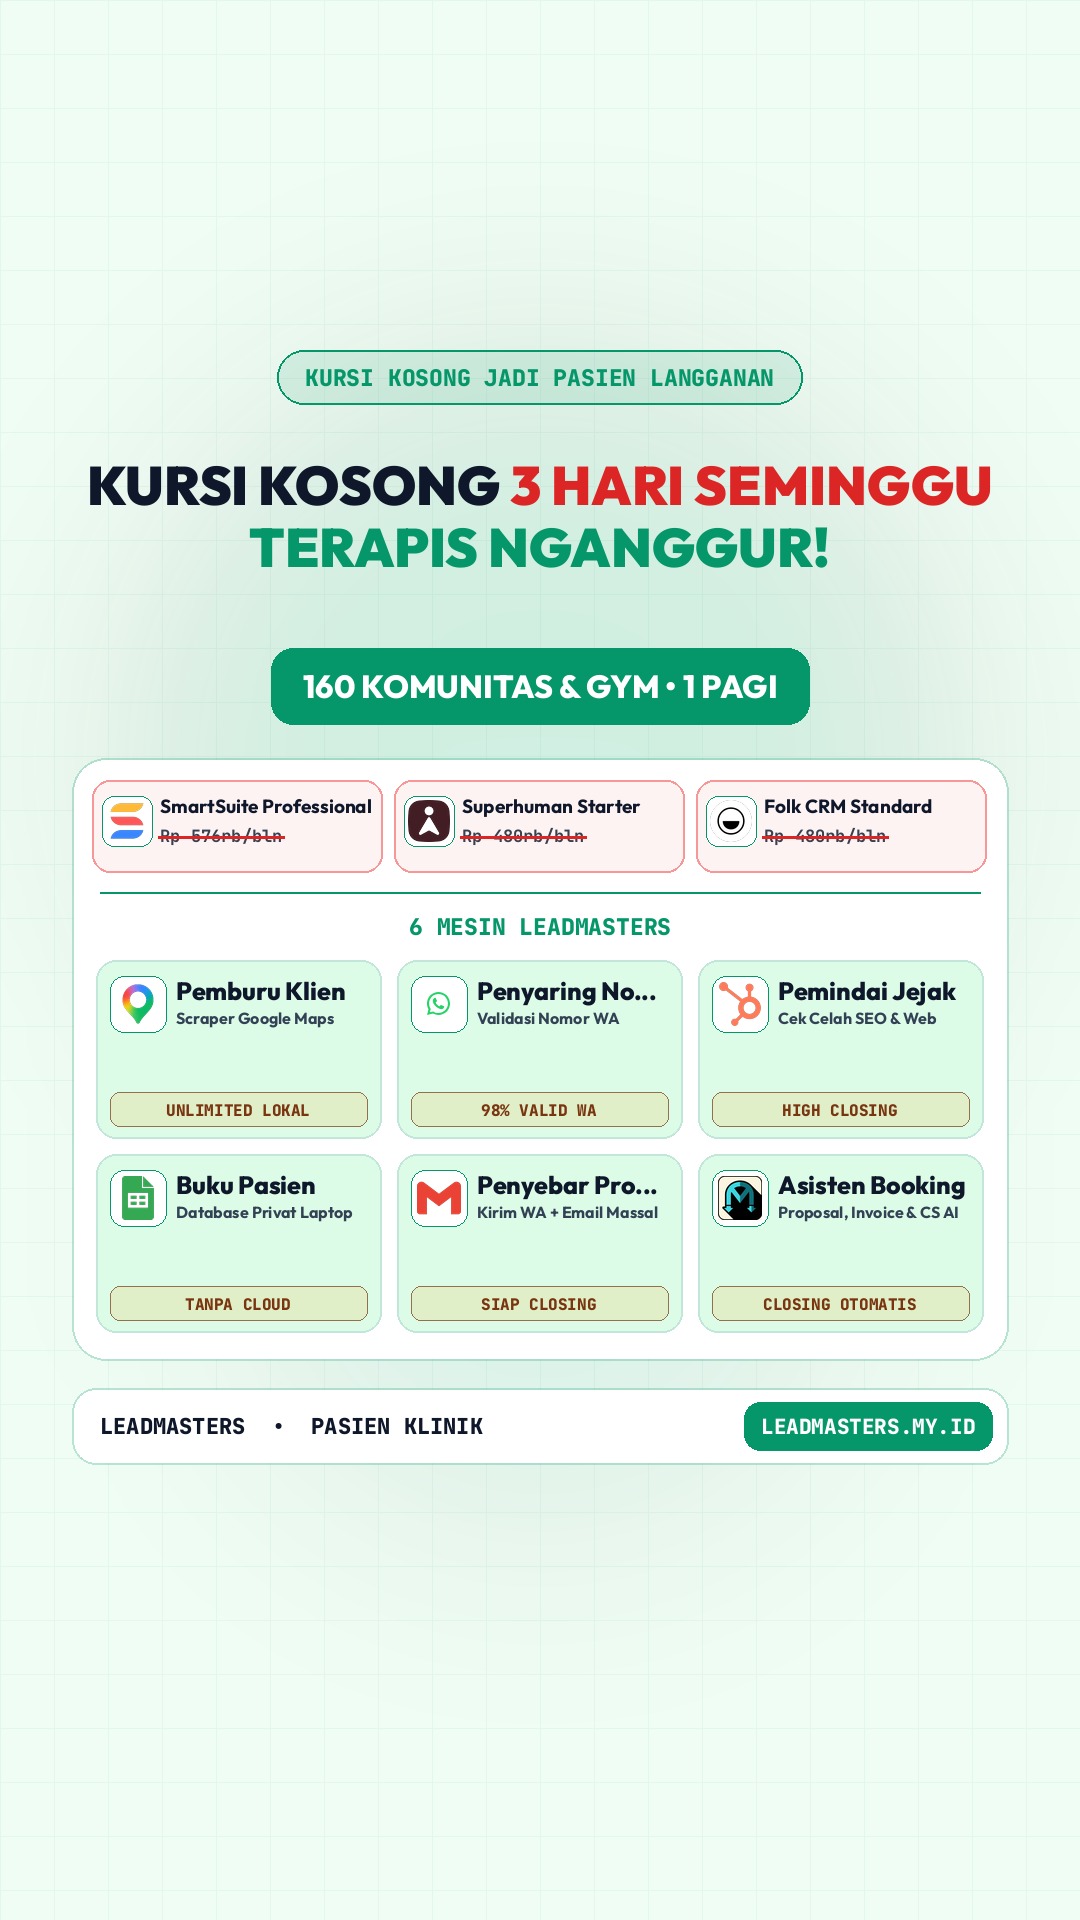 KURSI KOSONG JADI PASIEN LANGGANAN
KURSI KOSONG 3 HARI SEMINGGU
TERAPIS NGANGGUR!
160 KOMUNITAS & GYM • 1 PAGI
SmartSuite Professional
Rp 576rb/bln
Superhuman Starter
Rp 480rb/bln
Folk CRM Standard
Rp 480rb/bln
6 MESIN LEADMASTERS
Pemburu Klien
Scraper Google Maps
UNLIMITED LOKAL
Penyaring No...
Validasi Nomor WA
98% VALID WA
Pemindai Jejak
Cek Celah SEO & Web
HIGH CLOSING
Buku Pasien
Database Privat Laptop
TANPA CLOUD
Penyebar Pro...
Kirim WA + Email Massal
SIAP CLOSING
Asisten Booking
Proposal, Invoice & CS AI
CLOSING OTOMATIS
LEADMASTERS • PASIEN KLINIK
LEADMASTERS.MY.ID